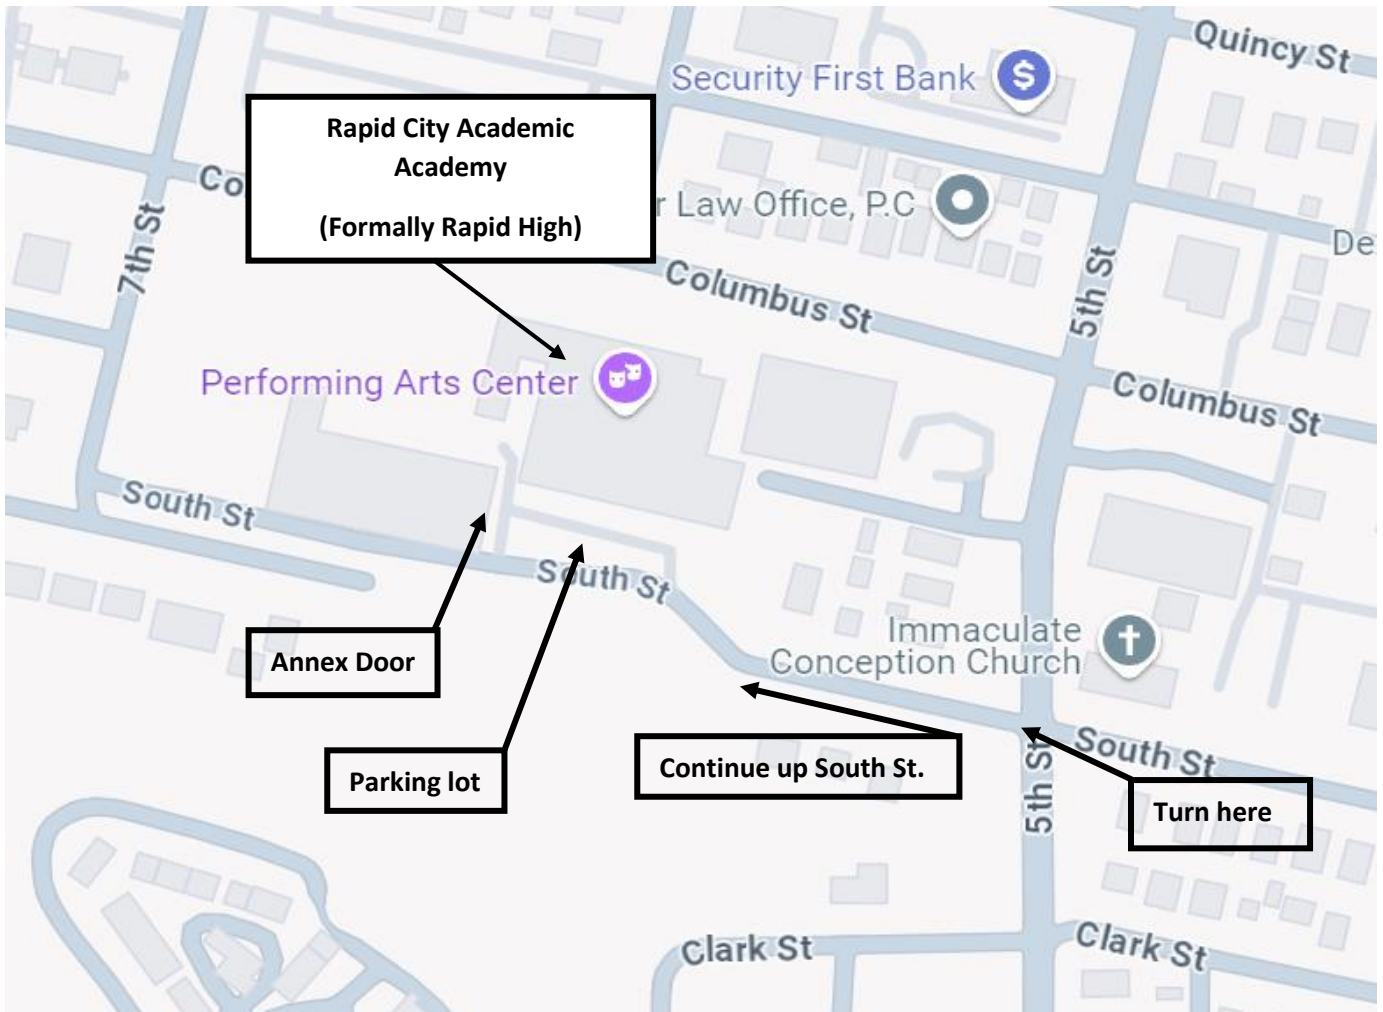 Quincy St
Security First Bank
$
Rapid City Academic
Academy
(Formally Rapid High)
Co
r Law Office, P.C
De
7th St
5th St
Columbus St
Columbus St
Performing Arts Center
South St
South St
Immaculate
Conception Church
Annex Door
Parking lot
Continue up South St.
South St
5th St
Turn here
Clark St
Clark St